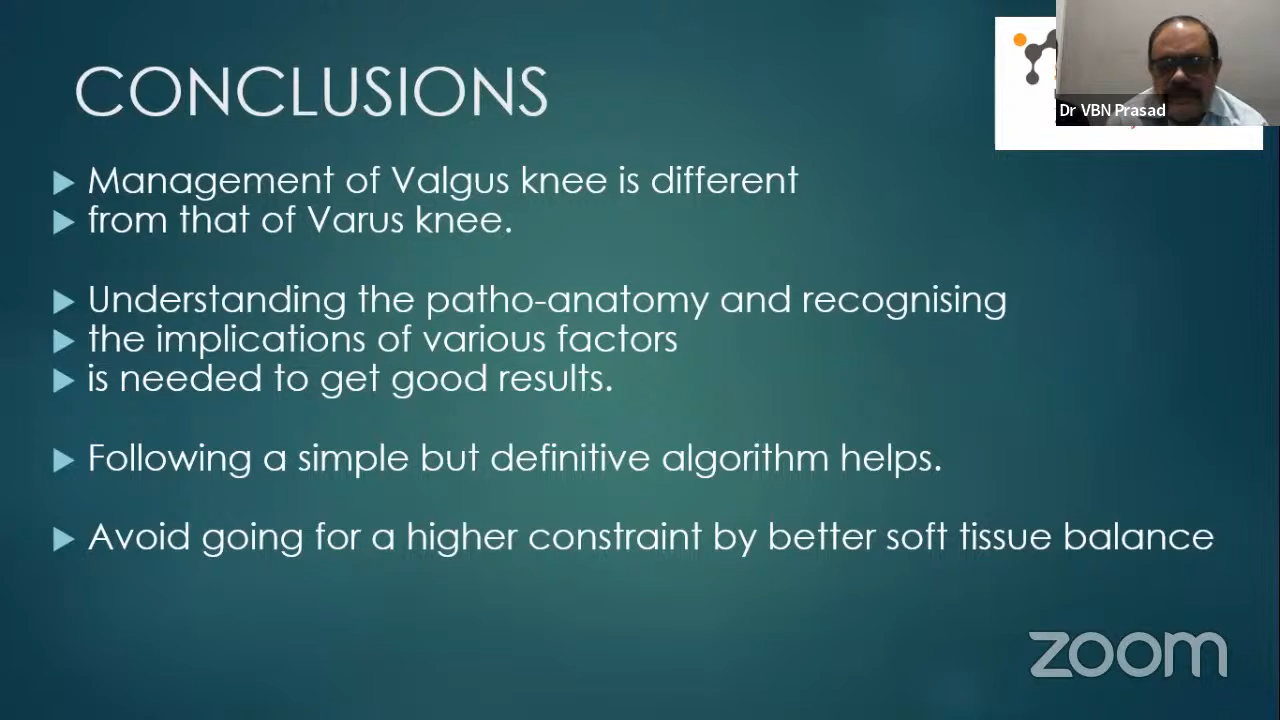 CONCLUSIONS
Dr VBN Prasad
Management of Valgus knee is different
from that of Varus knee.
Understanding the patho-anatomy and recognising
the implications of various factors
is needed to get good results.
Following a simple but definitive algorithm helps.
Avoid going for a higher constraint by better soft tissue balance
zoom